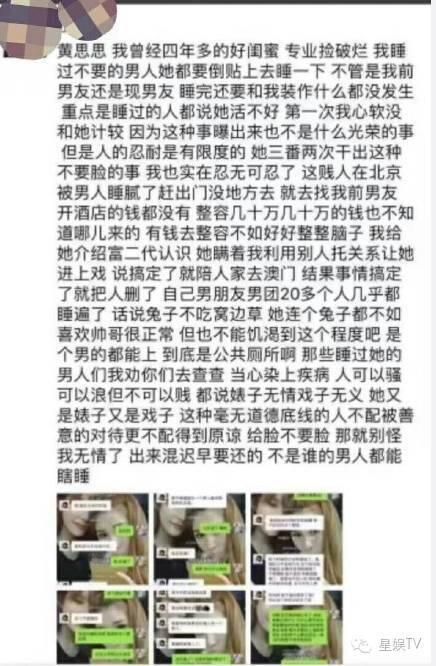 黄思思 我曾经四年多的好闺蜜 专业捡破烂 我睡
过不要的男人她都要倒贴上去睡一下 不管是我前
男友还是现男友 睡完还要和我装作什么都没发生
重点是睡过的人都说她活不好 第一次我心软没
和她计较 因为这种事曝出来也不是什么光荣的事
但是人的忍耐是有限度的 她三番两次干出这种
不要脸的事 我也实在忍无可忍了 这贱人在北京
被男人睡腻了赶出门没地方去 就去找我前男友
开酒店的钱都没有 整容几十万几十万的钱也不知
道哪儿来的 有钱去整容不如好好整整脑子 我给
她介绍富二代认识 她瞒着我利用别人托关系让她
进上戏 说搞定了就陪人家去澳门 结果事情搞定
了就把人删了 自己男朋友男团20多个人几乎都
睡遍了 话说兔子不吃窝边草 她连个兔子都不如
喜欢帅哥很正常 但也不能饥渴到这个程度吧 是
个男的都能上 到底是公共厕所啊 那些睡过她的
男人们我劝你们去查查 当心染上疾病 人可以骚
可以浪但不可以贱 都说婊子无情戏子无义 她又
是婊子又是戏子 这种毫无道德底线的人不配被善
意的对待更不配得到原谅 给脸不要脸 那就别怪
我无情了 出来混迟早要还的 不是谁的男人都能
瞎睡
星娱TV